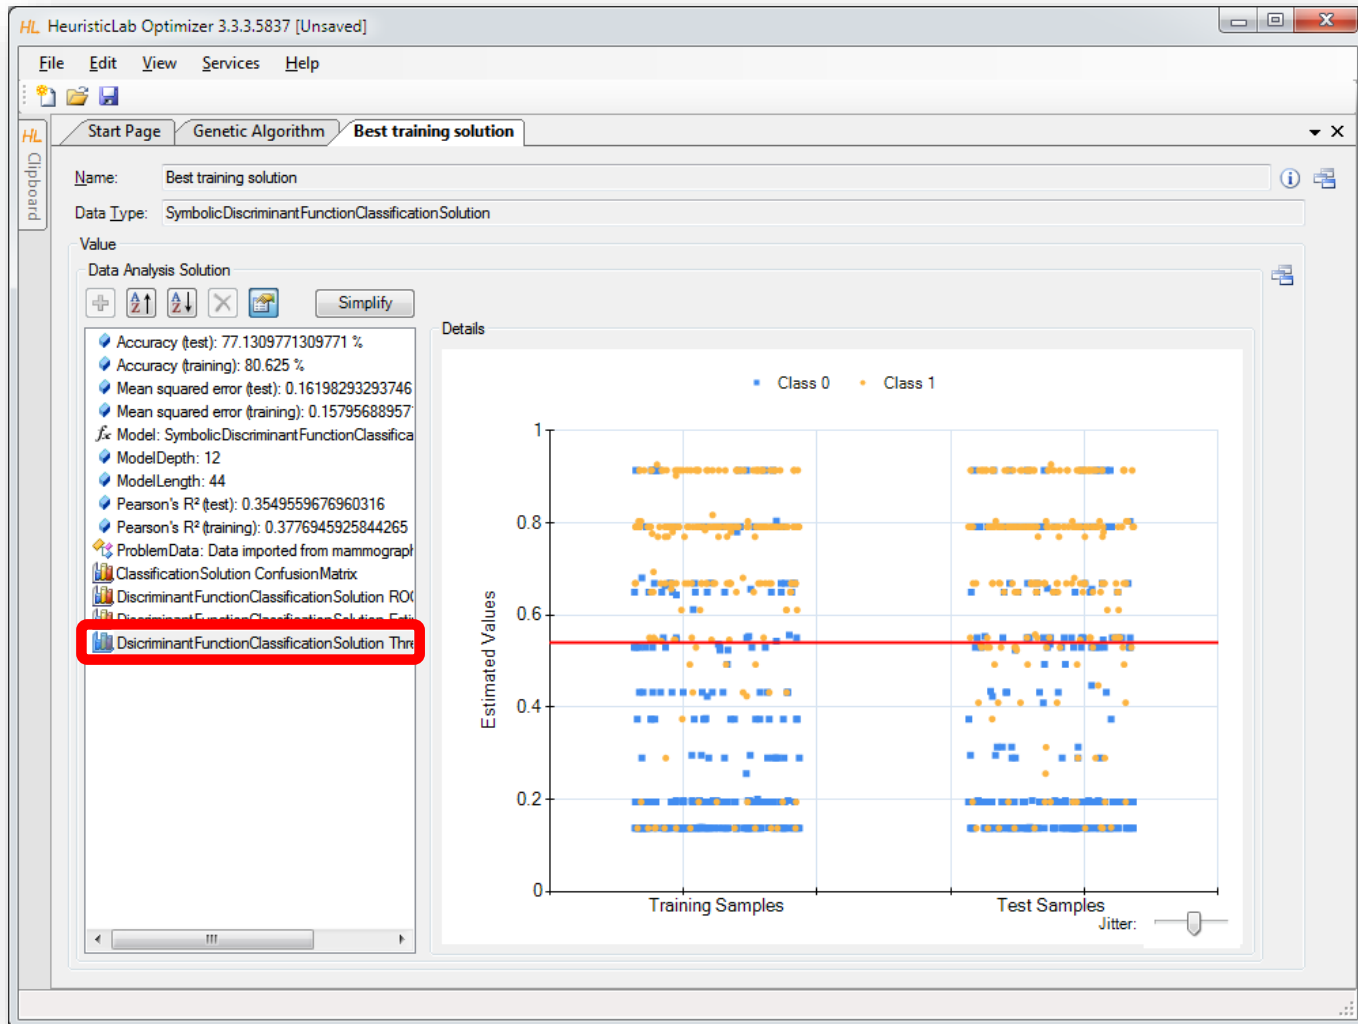 HL HeuristicLab Optimizer 3.3.3.5837 [Unsaved]
File Edit View Services Help
HL Clipboard
Start Page Genetic Algorithm Best training solution
Name: Best training solution
Data Type: SymbolicDiscriminantFunctionClassificationSolution
Value
Data Analysis Solution
Simplify
Accuracy (test): 77.1309771309771 %
Accuracy (training): 80.625 %
Mean squared error (test): 0.16198293293746
Mean squared error (training): 0.15795688957
Model: SymbolicDiscriminantFunctionClassifica
ModelDepth: 12
ModelLength: 44
Pearson's R² (test): 0.3549559676960316
Pearson's R² (training): 0.3776945925844265
ProblemData: Data imported from mammograph
ClassificationSolution ConfusionMatrix
DiscriminantFunctionClassificationSolution ROC
DiscriminantFunctionClassificationSolution Esti
DsicriminantFunctionClassificationSolution Thre
Details
Class 0 Class 1
Estimated Values
1
0.8
0.6
0.4
0.2
0
Training Samples Test Samples
Jitter: